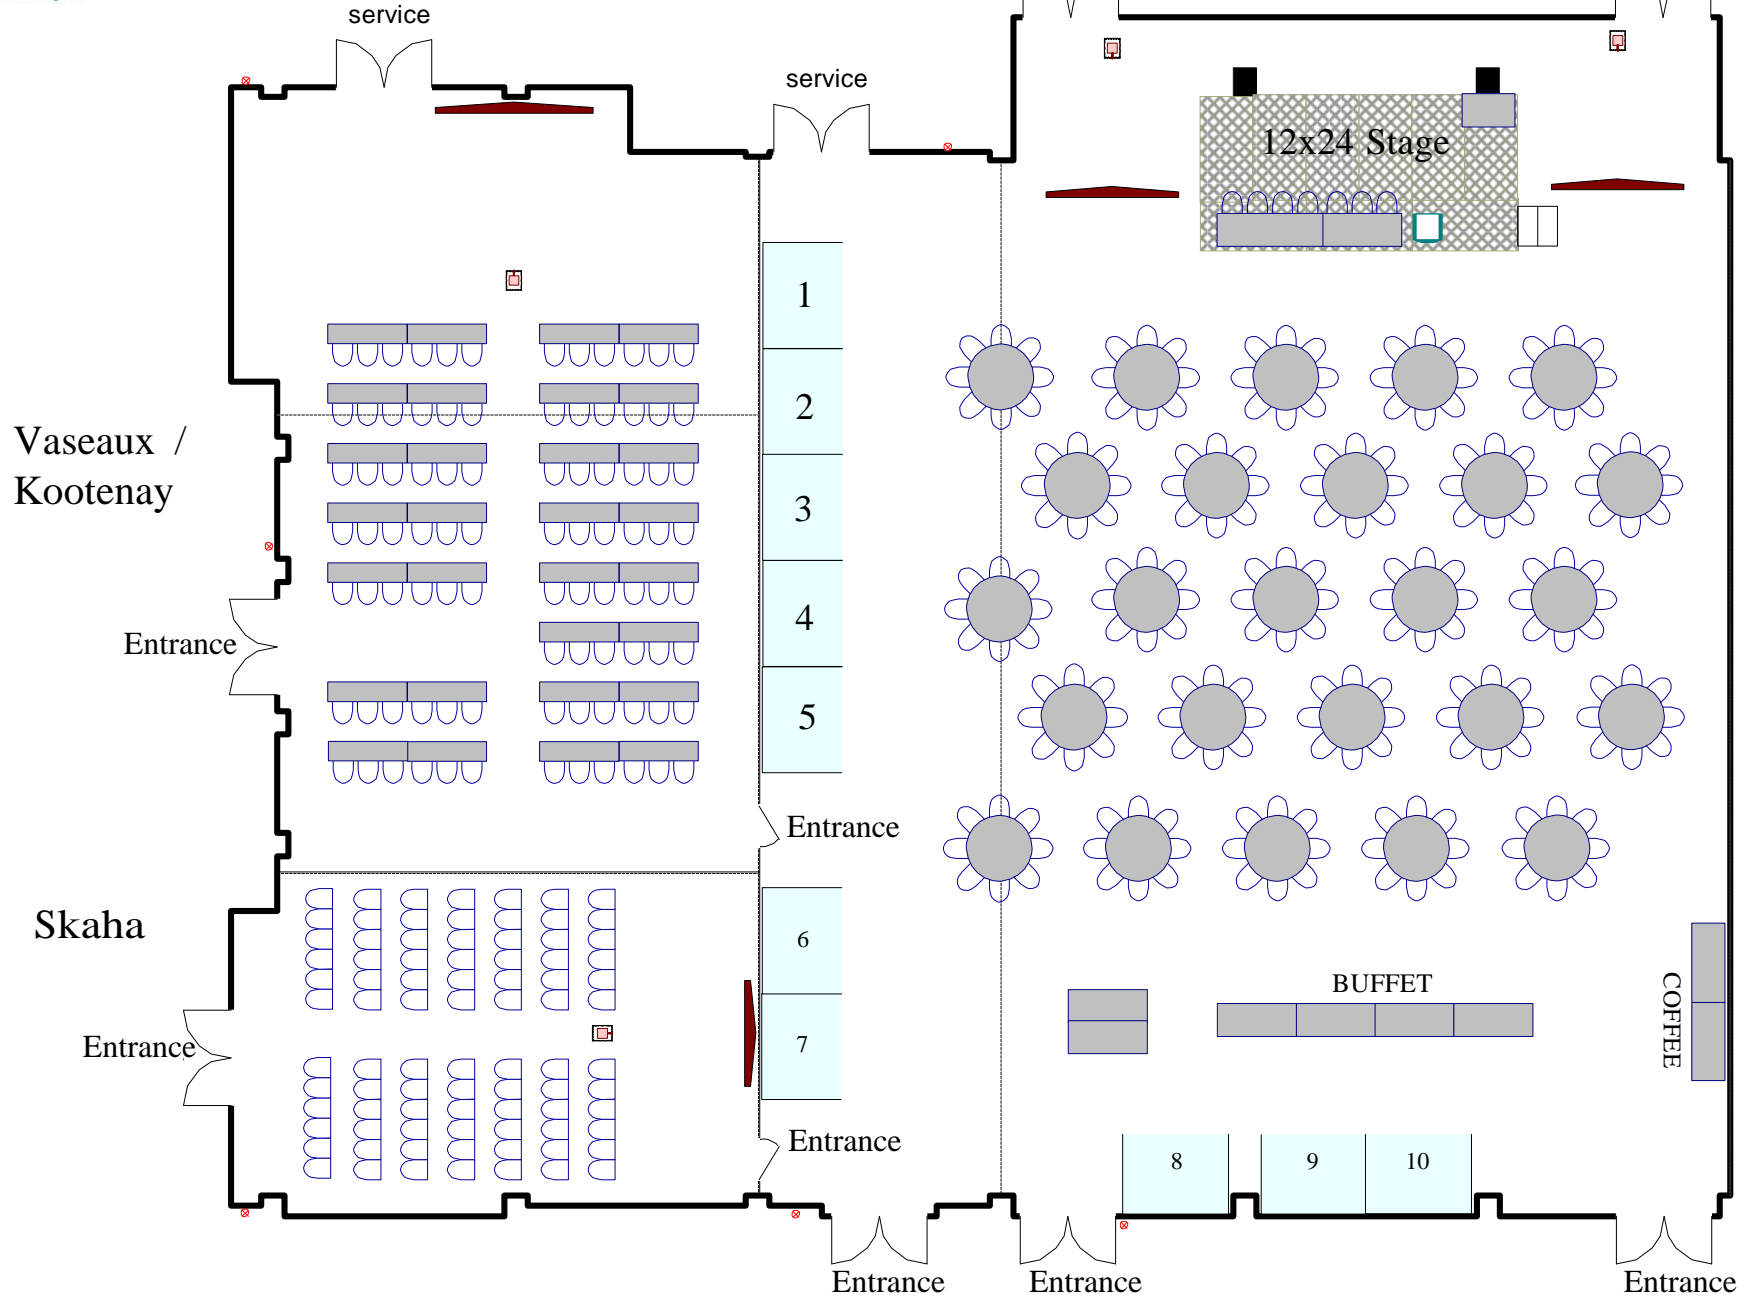 service
service
12x24 Stage
1
2
Vaseaux /
Kootenay
3
4
Entrance
5
Entrance
Skaha
6
BUFFET
COFFEE
7
Entrance
Entrance
8
9
10
Entrance
Entrance
Entrance